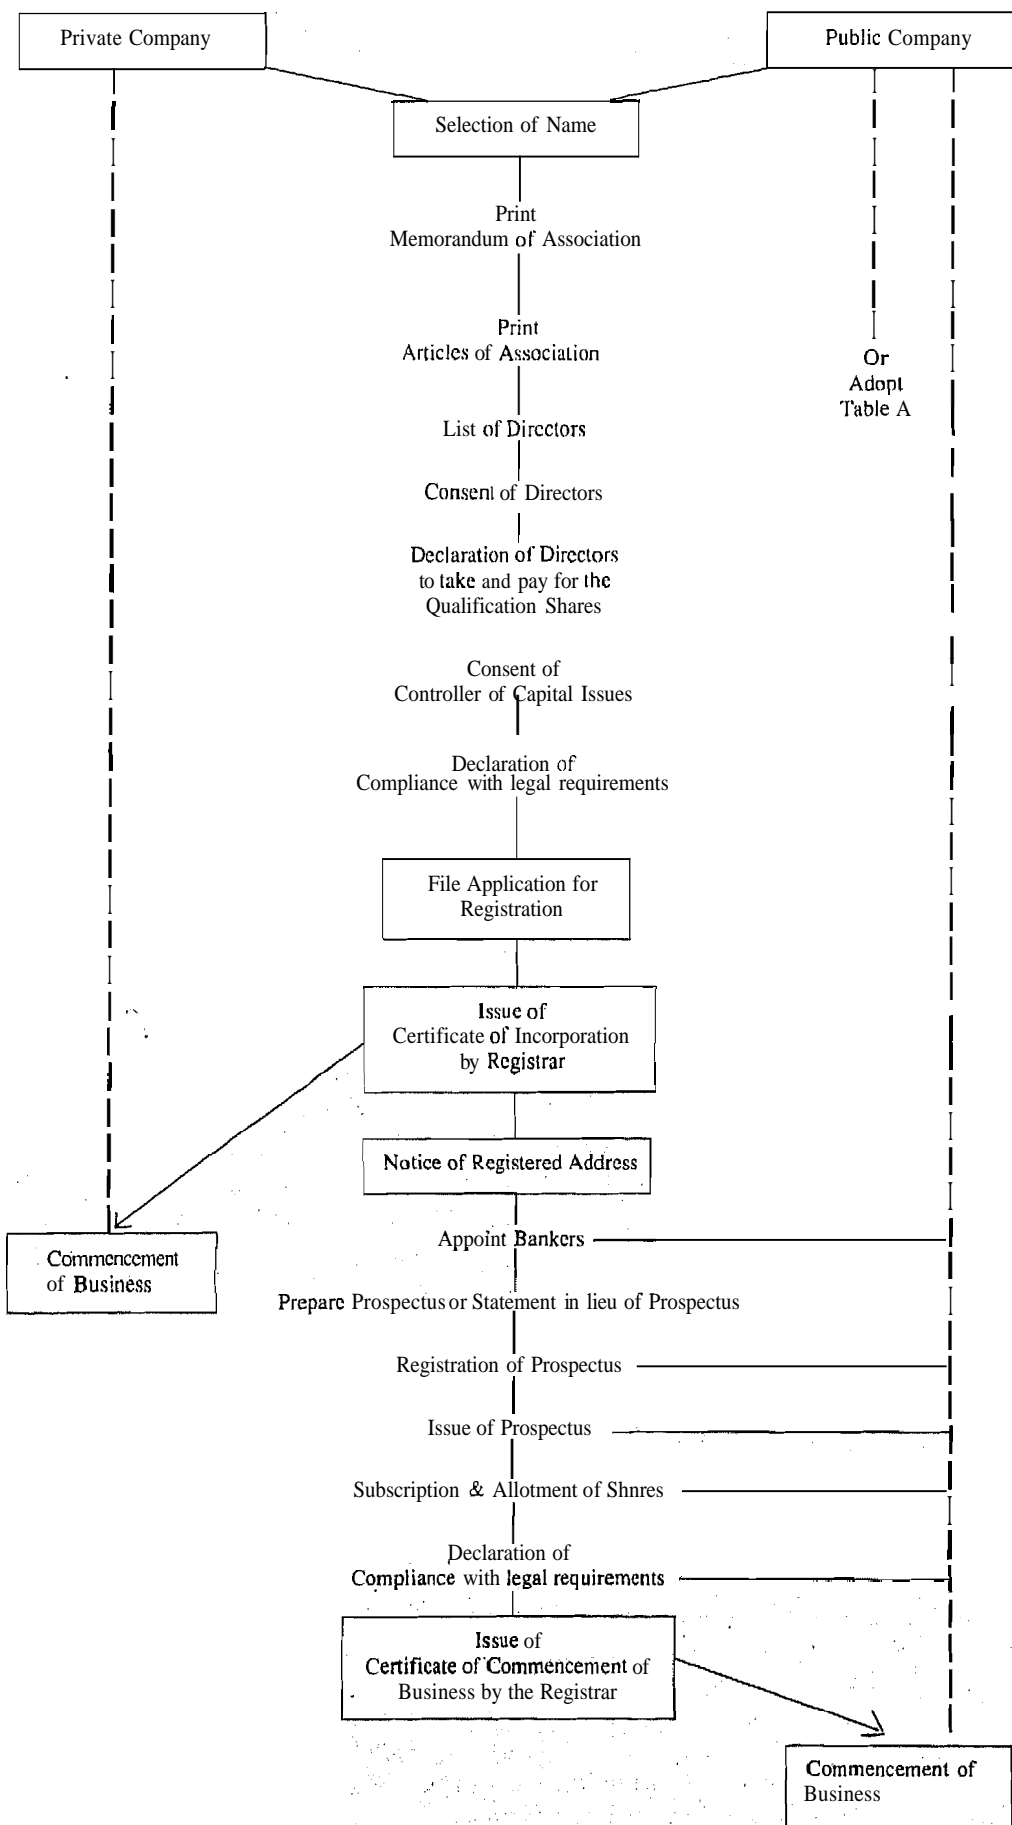 Private Company
Public Company
Selection of Name
Print
Memorandum of Association
Print
Articles of Association
Or
Adopt
Table A
List of Directors
Consent of Directors
Declaration of Directors
to take and pay for the
Qualification Shares
Consent of
Controller of Capital Issues
Declaration of
Compliance with legal requirements
File Application for
Registration
Issue of
Certificate of Incorporation
by Registrar
Notice of Registered Address
Commencement
of Business
Appoint Bankers
Prepare Prospectus or Statement in lieu of Prospectus
Registration of Prospectus
Issue of Prospectus
Subscription & Allotment of Shnres
Declaration of
Compliance with legal requirements
Issue of
Certificate of Commencement of
Business by the Registrar
Commencement of
Business